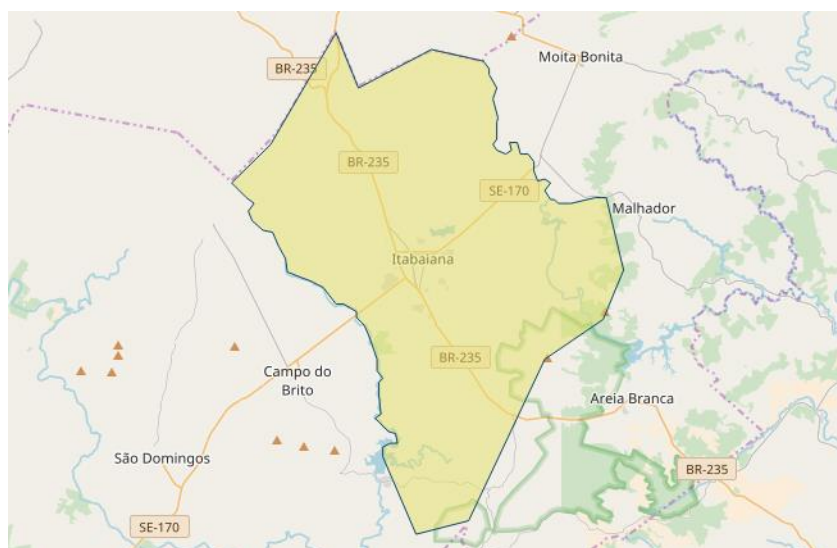 Moita Bonita
BR-235
BR-235
SE-170
Malhador
Itabaiana
BR-235
Campo do
Brito
Areia Branca
São Domingos
BR-235
SE-170